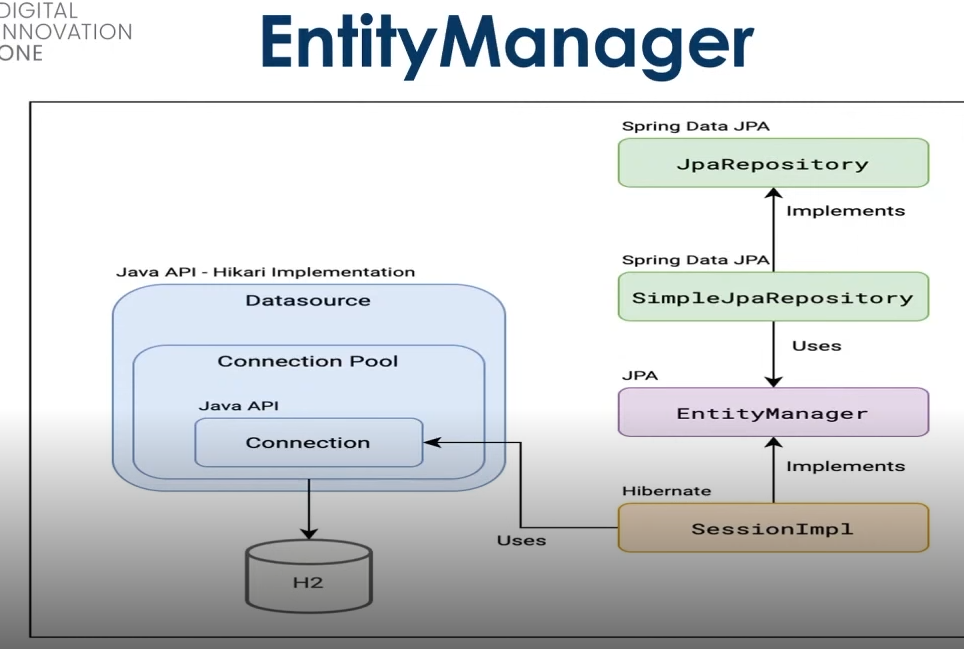 DIGITAL
INNOVATION
ONE
EntityManager
Spring Data JPA
JpaRepository
Implements
Spring Data JPA
SimpleJpaRepository
Uses
JPA
EntityManager
Implements
Hibernate
SessionImpl
Uses
Java API - Hikari Implementation
Datasource
Connection Pool
Java API
Connection
H2